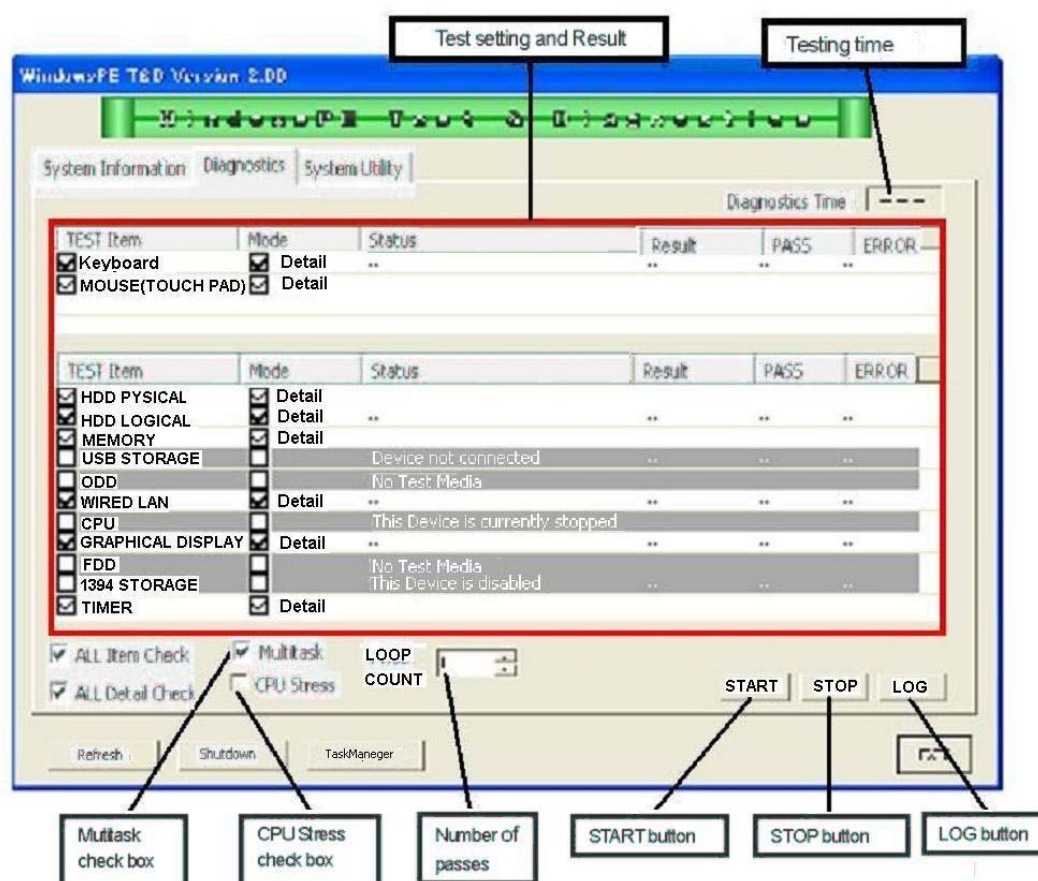 Test setting and Result
Testing time
WindowsPE T&D Version 2.00
System Information Diagnostics System Utility
Diagnostics Time ---
TEST Item Mode Status Result PASS ERROR
Keyboard Detail .. .. .. ..
MOUSE(TOUCH PAD) Detail
TEST Item Mode Status Result PASS ERROR
HDD PYSICAL Detail
HDD LOGICAL Detail .. .. .. ..
MEMORY Detail
USB STORAGE Device not connected .. .. ..
ODD No Test Media
WIRED LAN Detail .. .. .. ..
CPU This Device is currently stopped
GRAPHICAL DISPLAY Detail .. .. .. ..
FDD No Test Media
1394 STORAGE This Device is disabled .. .. ..
TIMER Detail
ALL Item Check Multitask LOOP
ALL Detail Check CPU Stress COUNT
START STOP LOG
Refresh Shutdown TaskManeger
Mutitask check box
CPU Stress check box
Number of passes
START button
STOP button
LOG button